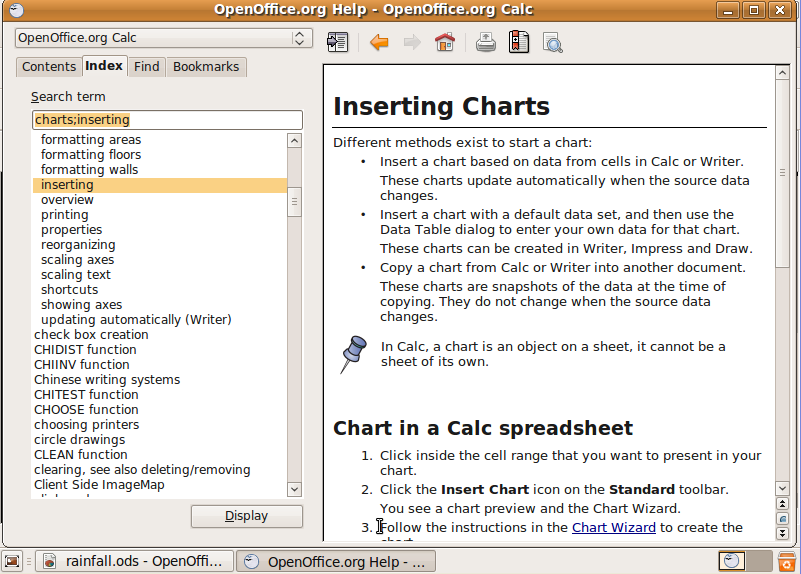 OpenOffice.org Help - OpenOffice.org Calc
OpenOffice.org Calc
Contents Index Find Bookmarks
Search term
charts;inserting
formatting areas
formatting floors
formatting walls
inserting
overview
printing
properties
reorganizing
scaling axes
scaling text
shortcuts
showing axes
updating automatically (Writer)
check box creation
CHIDIST function
CHIINV function
Chinese writing systems
CHITEST function
CHOOSE function
choosing printers
circle drawings
CLEAN function
clearing, see also deleting/removing
Client Side ImageMap
Display
Inserting Charts
Different methods exist to start a chart:
• Insert a chart based on data from cells in Calc or Writer.
These charts update automatically when the source data
changes.
• Insert a chart with a default data set, and then use the
Data Table dialog to enter your own data for that chart.
These charts can be created in Writer, Impress and Draw.
• Copy a chart from Calc or Writer into another document.
These charts are snapshots of the data at the time of
copying. They do not change when the source data
changes.
In Calc, a chart is an object on a sheet, it cannot be a
sheet of its own.
Chart in a Calc spreadsheet
1. Click inside the cell range that you want to present in your
chart.
2. Click the Insert Chart icon on the Standard toolbar.
You see a chart preview and the Chart Wizard.
3. Follow the instructions in the Chart Wizard to create the
rainfall.ods - OpenOffi...
OpenOffice.org Help - ...